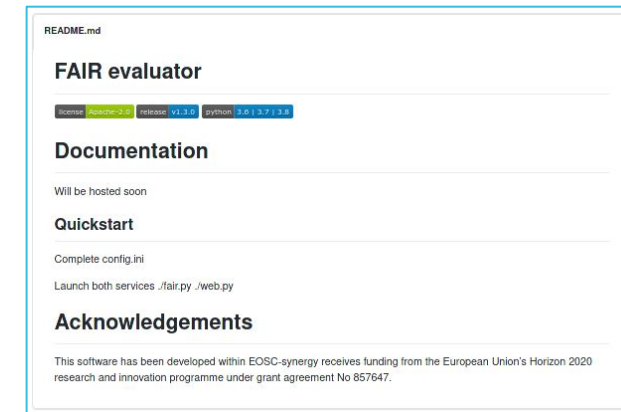 README.md
FAIR evaluator
license Apache-2.0 release v1.3.0 python 3.6 | 3.7 | 3.8
Documentation
Will be hosted soon
Quickstart
Complete config.ini
Launch both services ./fair.py ./web.py
Acknowledgements
This software has been developed within EOSC-synergy receives funding from the European Union's Horizon 2020
research and innovation programme under grant agreement No 857647.